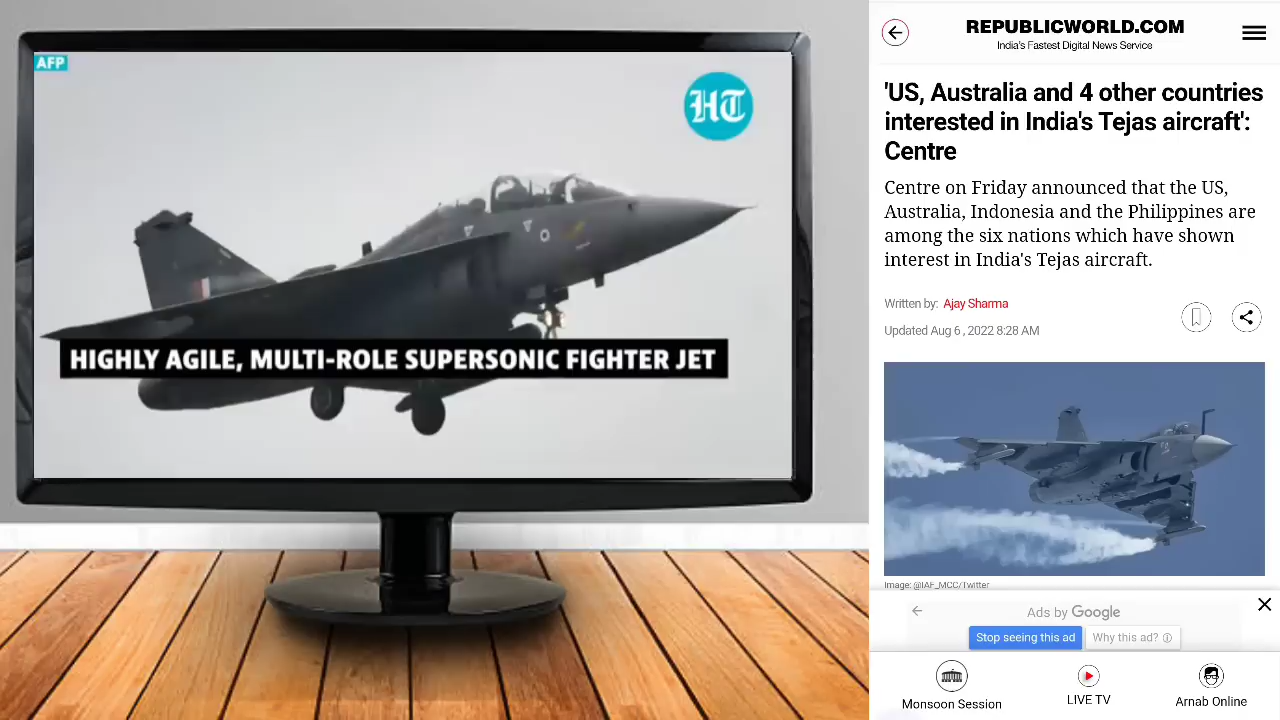 AFP
HT
HIGHLY AGILE, MULTI-ROLE SUPERSONIC FIGHTER JET
REPUBLICWORLD.COM
India's Fastest Digital News Service
'US, Australia and 4 other countries
interested in India's Tejas aircraft':
Centre
Centre on Friday announced that the US,
Australia, Indonesia and the Philippines are
among the six nations which have shown
interest in India's Tejas aircraft.
Written by: Ajay Sharma
Updated Aug 6 , 2022 8:28 AM
Image: @IAF_MCC/Twitter
Ads by Google
Stop seeing this ad
Why this ad?
Monsoon Session
LIVE TV
Arnab Online